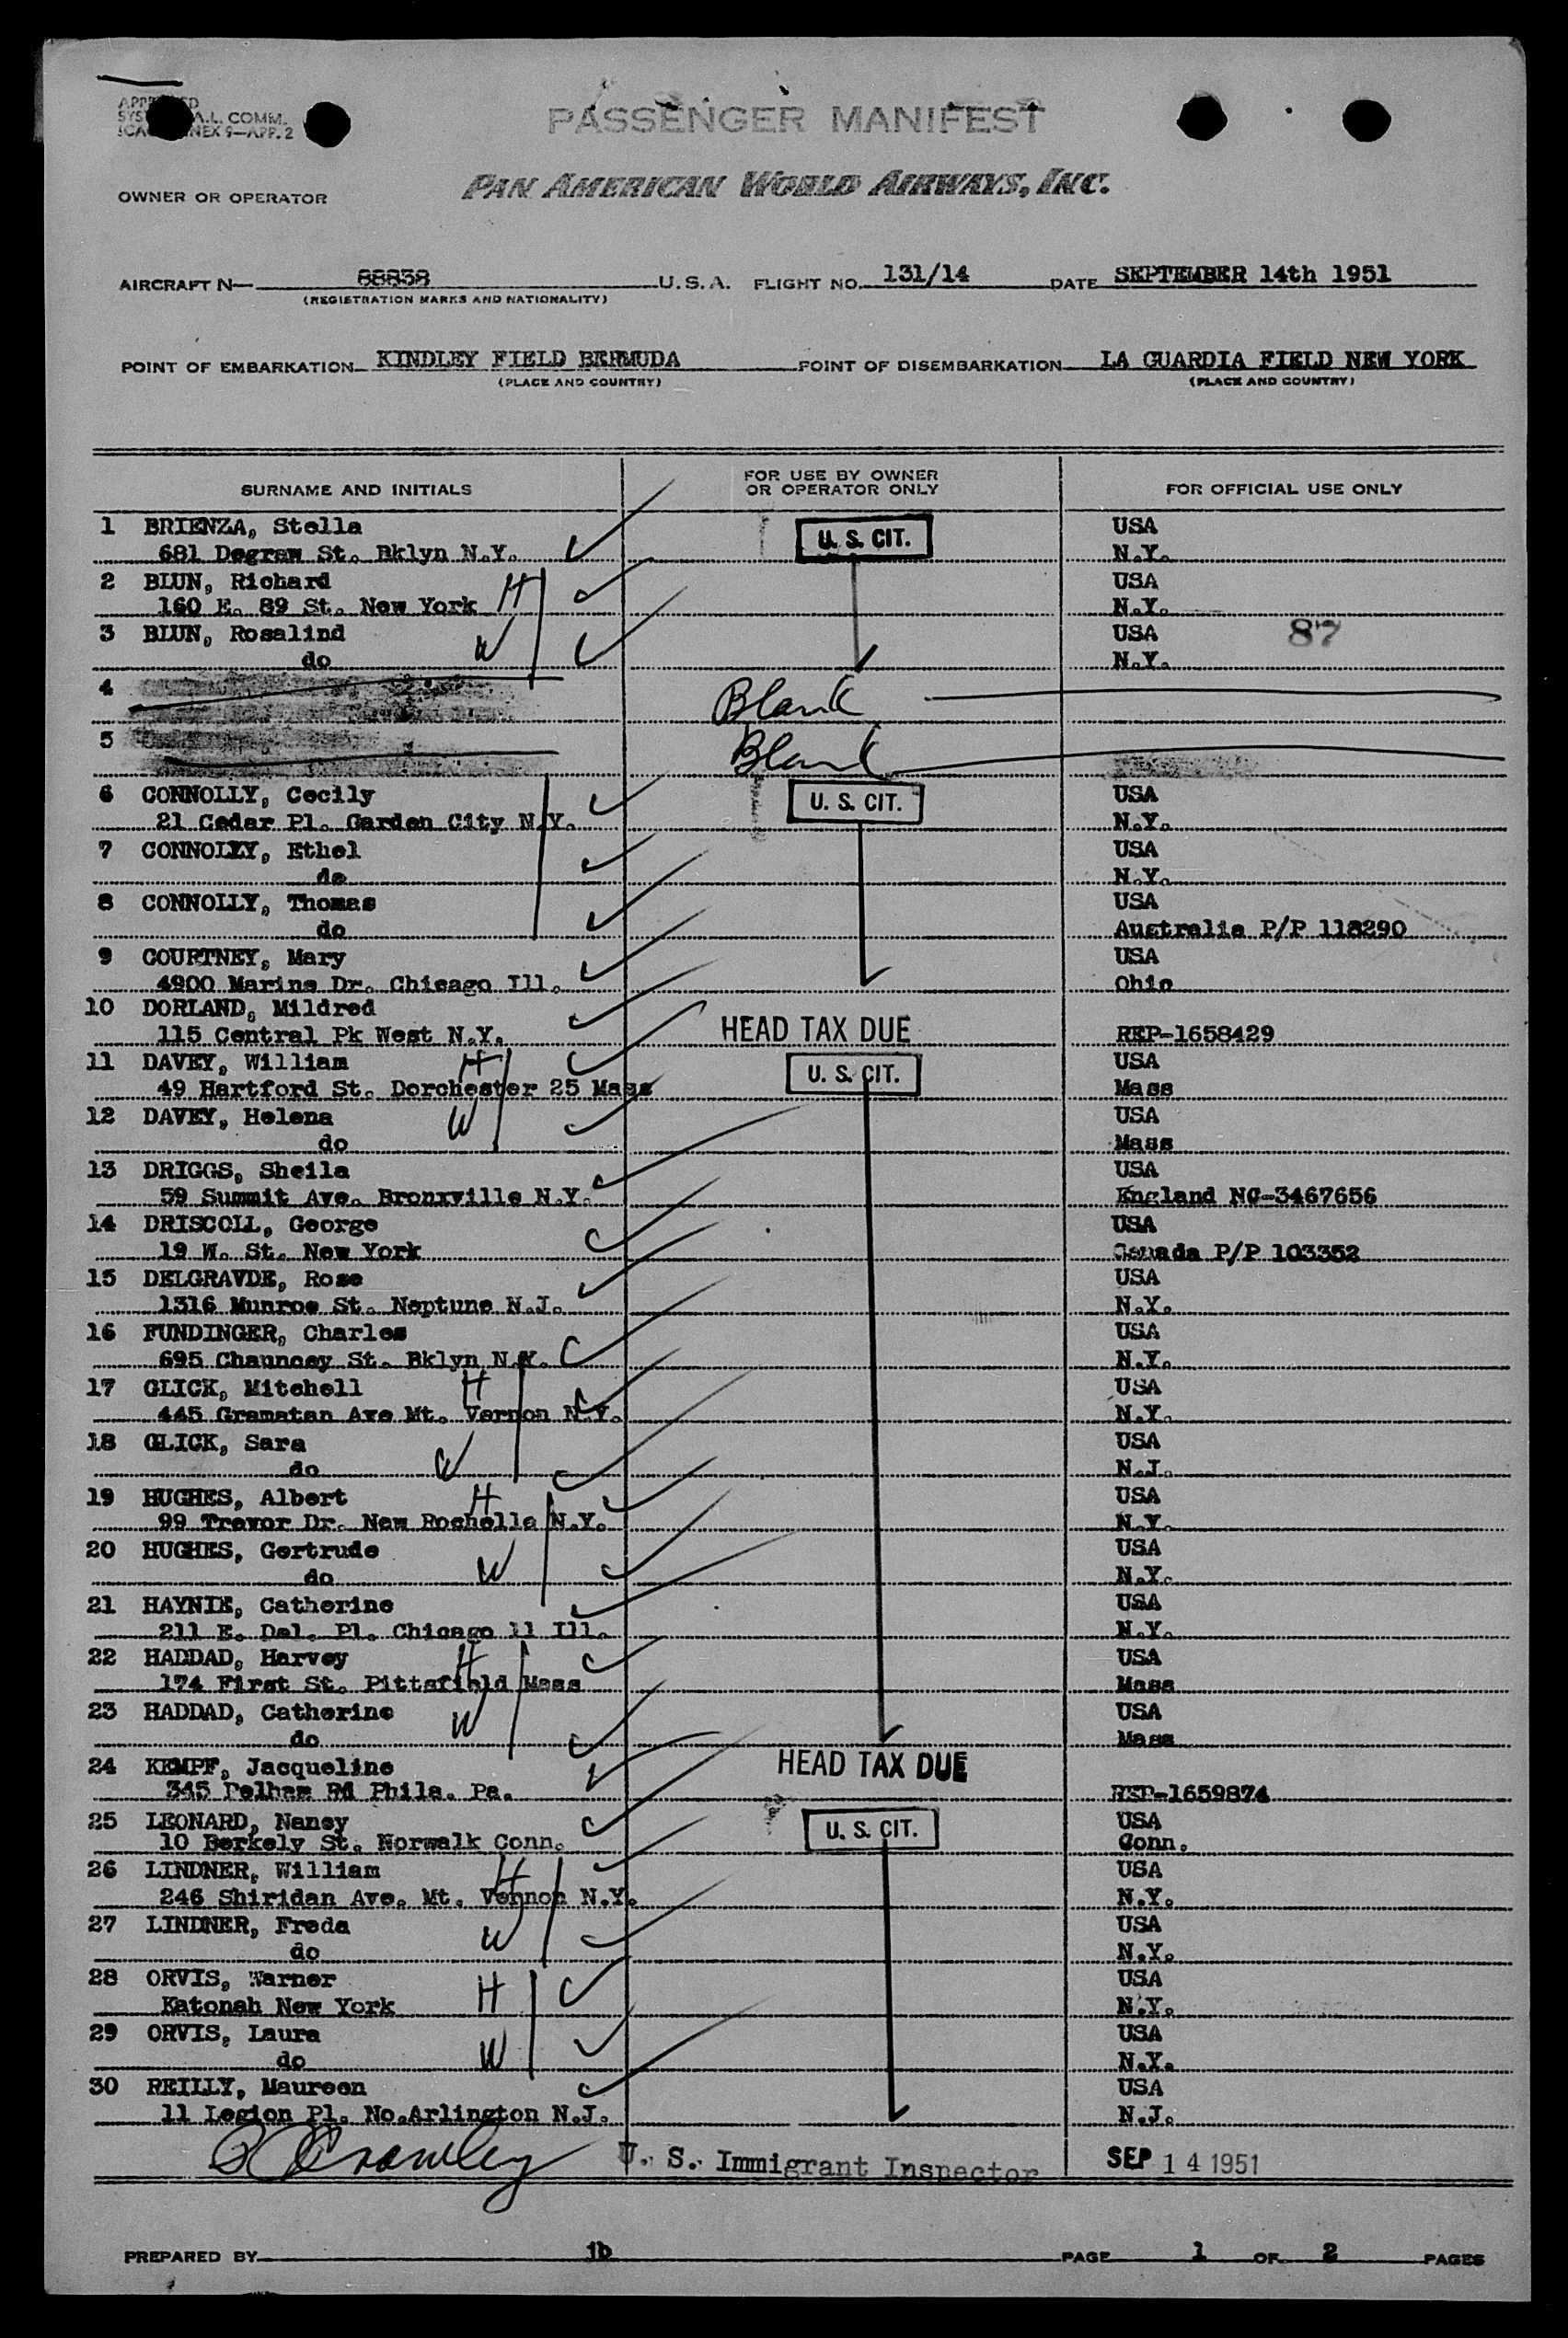 APPROVED
SYS A.L. COMM.
ICAO ANNEX 9—APP. 2
PASSENGER MANIFEST
OWNER OR OPERATOR PAN AMERICAN WORLD AIRWAYS, INC.
AIRCRAFT N— 88838 U.S.A. FLIGHT NO. 131/14 DATE SEPTEMBER 14th 1951
(REGISTRATION MARKS AND NATIONALITY)
POINT OF EMBARKATION KINDLEY FIELD BERMUDA POINT OF DISEMBARKATION LA GUARDIA FIELD NEW YORK
(PLACE AND COUNTRY) (PLACE AND COUNTRY)
SURNAME AND INITIALS FOR USE BY OWNER OR OPERATOR ONLY FOR OFFICIAL USE ONLY
1 BRIENZA, Stella U. S. CIT. USA
681 Degraw St. Bklyn N.Y. N.Y.
2 BLUN, Richard H USA
160 E. 89 St. New York N.Y.
3 BLUN, Rosalind W USA 87
do N.Y.
4 Blank
5 Blank
6 CONNOLLY, Cecily U. S. CIT. USA
21 Cedar Pl. Garden City N.Y. N.Y.
7 CONNOLLY, Ethel USA
do N.Y.
8 CONNOLLY, Thomas USA
do Australia P/P 118290
9 COURTNEY, Mary USA
4900 Marine Dr. Chicago Ill. Ohio
10 DORLAND, Mildred HEAD TAX DUE
115 Central Pk West N.Y. REP-1658429
11 DAVEY, William H U. S. CIT. USA
49 Hartford St. Dorchester 25 Mass Mass
12 DAVEY, Helena W USA
do Mass
13 DRIGGS, Sheila USA
59 Summit Ave. Bronxville N.Y. England NC-3467656
14 DRISCOLL, George USA
19 W. St. New York Canada P/P 103352
15 DELGRAVDE, Rose USA
1316 Munroe St. Neptune N.J. N.Y.
16 FUNDINGER, Charles USA
695 Chauncey St. Bklyn N.Y. N.Y.
17 GLICK, Mitchell H USA
445 Gramatan Ave Mt. Vernon N.Y. N.Y.
18 GLICK, Sara W USA
do N.J.
19 HUGHES, Albert H USA
99 Trevor Dr. New Rochelle N.Y. N.Y.
20 HUGHES, Gertrude W USA
do N.Y.
21 HAYNIE, Catherine USA
211 E. Del. Pl. Chicago 11 Ill. N.Y.
22 HADDAD, Harvey H USA
174 First St. Pittsfield Mass Mass
23 HADDAD, Catherine W USA
do Mass
24 KEMPF, Jacqueline HEAD TAX DUE
345 Pelham Rd Phila. Pa. REP-1659874
25 LEONARD, Nancy U. S. CIT. USA
10 Berkely St. Norwalk Conn. Conn.
26 LINDNER, William H USA
246 Shiridan Ave. Mt. Vernon N.Y. N.Y.
27 LINDNER, Freda W USA
do N.Y.
28 ORVIS, Warner H USA
Katonah New York N.Y.
29 ORVIS, Laura W USA
do N.Y.
30 REILLY, Maureen USA
11 Legion Pl. No.Arlington N.J. N.J.
Crowley U. S. Immigrant Inspector SEP 14 1951
PREPARED BY 1b PAGE 1 OF 2 PAGES